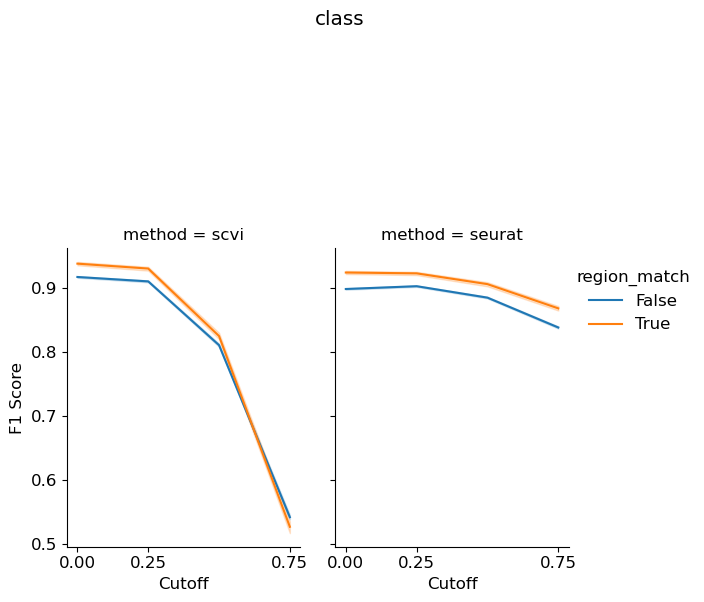 class
method = scvi
method = seurat
F1 Score
0.9
0.8
0.7
0.6
0.5
0.00
0.25
0.75
Cutoff
0.00
0.25
0.75
Cutoff
region_match
False
True